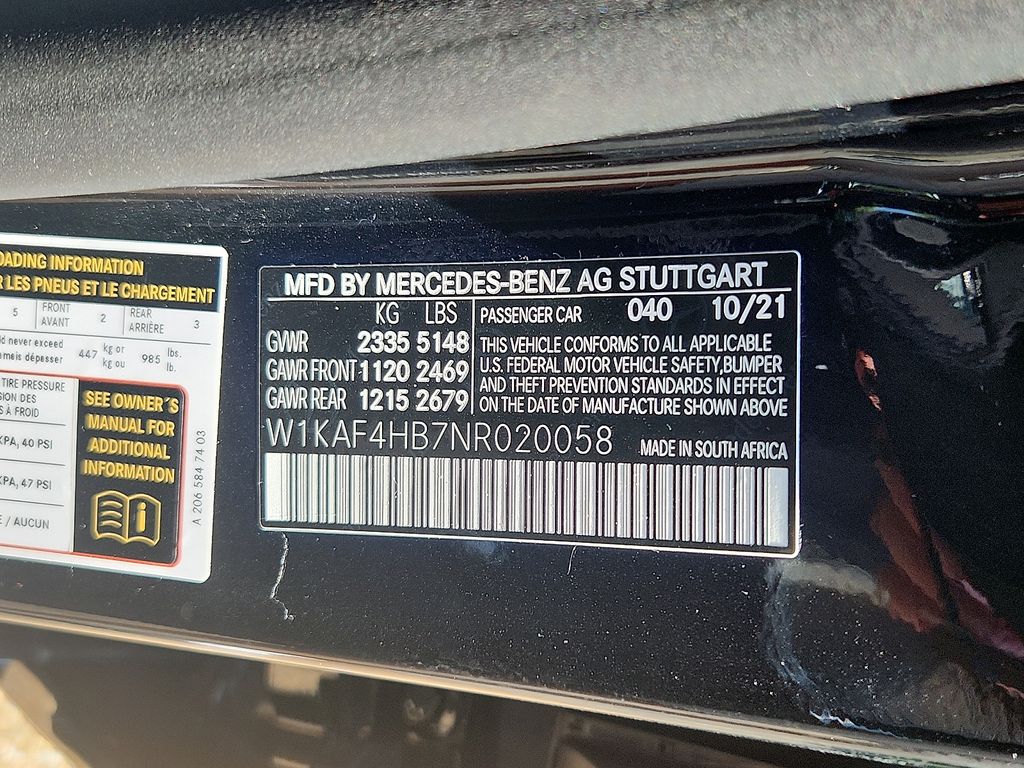 OADING INFORMATION
R LES PNEUS ET LE CHARGEMENT
5 FRONT AVANT 2 REAR ARRIÈRE 3
ld never exceed
amais dépasser 447 kg or kg ou 985 lbs. lb.
TIRE PRESSURE
SION DES
S À FROID
KPA, 40 PSI
KPA, 47 PSI
E / AUCUN
SEE OWNER´S
MANUAL FOR
ADDITIONAL
INFORMATION
A 206 584 74 03
MFD BY MERCEDES-BENZ AG STUTTGART
KG LBS
GVWR 2335 5148
GAWR FRONT 1120 2469
GAWR REAR 1215 2679
PASSENGER CAR 040 10/21
THIS VEHICLE CONFORMS TO ALL APPLICABLE
U.S. FEDERAL MOTOR VEHICLE SAFETY,BUMPER
AND THEFT PREVENTION STANDARDS IN EFFECT
ON THE DATE OF MANUFACTURE SHOWN ABOVE
W1KAF4HB7NR020058 MADE IN SOUTH AFRICA